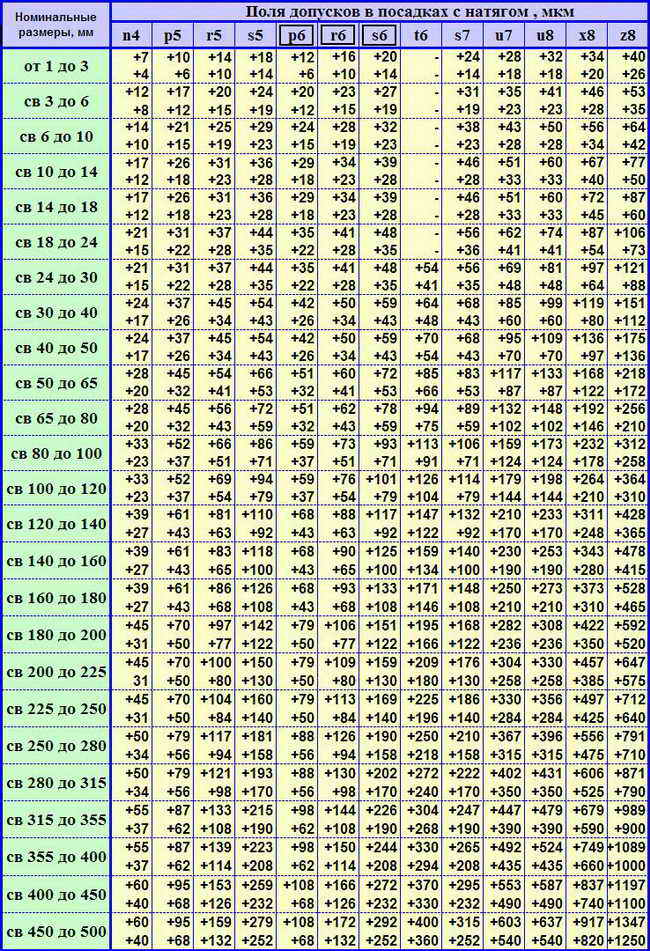 Номинальные размеры, мм Поля допусков в посадках с натягом , мкм
n4 p5 r5 s5 p6 r6 s6 t6 s7 u7 u8 x8 z8
от 1 до 3 +7 +10 +14 +18 +12 +16 +20 - +24 +28 +32 +34 +40
+4 +6 +10 +14 +6 +10 +14 +14 +18 +18 +20 +26
св 3 до 6 +12 +17 +20 +24 +20 +23 +27 - +31 +35 +41 +46 +53
+8 +12 +15 +19 +12 +15 +19 +19 +23 +23 +28 +35
св 6 до 10 +14 +21 +25 +29 +24 +28 +32 - +38 +43 +50 +56 +64
+10 +15 +19 +23 +15 +19 +23 +23 +28 +28 +34 +42
св 10 до 14 +17 +26 +31 +36 +29 +34 +39 - +46 +51 +60 +67 +77
+12 +18 +23 +28 +18 +23 +28 +28 +33 +33 +40 +50
св 14 до 18 +17 +26 +31 +36 +29 +34 +39 - +46 +51 +60 +72 +87
+12 +18 +23 +28 +18 +23 +28 +28 +33 +33 +45 +60
св 18 до 24 +21 +31 +37 +44 +35 +41 +48 - +56 +62 +74 +87 +106
+15 +22 +28 +35 +22 +28 +35 - +36 +41 +41 +54 +73
св 24 до 30 +21 +31 +37 +44 +35 +41 +48 +54 +56 +69 +81 +97 +121
+15 +22 +28 +35 +22 +28 +35 +41 +35 +48 +48 +64 +88
св 30 до 40 +24 +37 +45 +54 +42 +50 +59 +64 +68 +85 +99 +119 +151
+17 +26 +34 +43 +26 +34 +43 +48 +43 +60 +60 +80 +112
св 40 до 50 +24 +37 +45 +54 +42 +50 +59 +70 +68 +95 +109 +136 +175
+17 +26 +34 +43 +26 +34 +43 +54 +43 +70 +70 +97 +136
св 50 до 65 +28 +45 +54 +66 +51 +60 +72 +85 +83 +117 +133 +168 +218
+20 +32 +41 +53 +32 +41 +53 +66 +53 +87 +87 +122 +172
св 65 до 80 +28 +45 +56 +72 +51 +62 +78 +94 +89 +132 +148 +192 +256
+20 +32 +43 +59 +32 +43 +59 +75 +59 +102 +102 +146 +210
св 80 до 100 +33 +52 +66 +86 +59 +73 +93 +113 +106 +159 +173 +232 +312
+23 +37 +51 +71 +37 +51 +71 +91 +71 +124 +124 +178 +258
св 100 до 120 +33 +52 +69 +94 +59 +76 +101 +126 +114 +179 +198 +264 +364
+23 +37 +54 +79 +37 +54 +79 +104 +79 +144 +144 +210 +310
св 120 до 140 +39 +61 +81 +110 +68 +88 +117 +147 +132 +210 +233 +311 +428
+27 +43 +63 +92 +43 +63 +92 +122 +92 +170 +170 +248 +365
св 140 до 160 +39 +61 +83 +118 +68 +90 +125 +159 +140 +230 +253 +343 +478
+27 +43 +65 +100 +43 +65 +100 +134 +100 +190 +190 +280 +415
св 160 до 180 +39 +61 +86 +126 +68 +93 +133 +171 +148 +250 +273 +373 +528
+27 +43 +68 +108 +43 +68 +108 +146 +108 +210 +210 +310 +465
св 180 до 200 +45 +70 +97 +142 +79 +106 +151 +195 +168 +282 +308 +422 +592
+31 +50 +77 +122 +50 +77 +122 +166 +122 +236 +236 +350 +520
св 200 до 225 +45 +70 +100 +150 +79 +109 +159 +209 +176 +304 +330 +457 +647
31 +50 +80 +130 +50 +80 +130 +180 +130 +258 +258 +385 +575
св 225 до 250 +45 +70 +104 +160 +79 +113 +169 +225 +186 +330 +356 +497 +712
+31 +50 +84 +140 +50 +84 +140 +196 +140 +284 +284 +425 +640
св 250 до 280 +50 +79 +117 +181 +88 +126 +190 +250 +210 +367 +396 +556 +791
+34 +56 +94 +158 +56 +94 +158 +218 +158 +315 +315 +475 +710
св 280 до 315 +50 +79 +121 +193 +88 +130 +202 +272 +222 +402 +431 +606 +871
+34 +56 +98 +170 +56 +98 +170 +240 +170 +350 +350 +525 +790
св 315 до 355 +55 +87 +133 +215 +98 +144 +226 +304 +247 +447 +479 +679 +989
+37 +62 +108 +190 +62 +108 +190 +268 +190 +390 +390 +590 +900
св 355 до 400 +55 +87 +139 +223 +98 +150 +244 +330 +265 +492 +524 +749 +1089
+37 +62 +114 +208 +62 +114 +208 +294 +208 +435 +435 +660 +1000
св 400 до 450 +60 +95 +153 +259 +108 +166 +272 +370 +295 +553 +587 +837 +1197
+40 +68 +126 +232 +68 +126 +232 +330 +232 +490 +490 +740 +1100
св 450 до 500 +60 +95 +159 +279 +108 +172 +292 +400 +315 +603 +637 +917 +1347
+40 +68 +132 +252 +68 +132 +252 +360 +252 +540 +540 +820 +1250